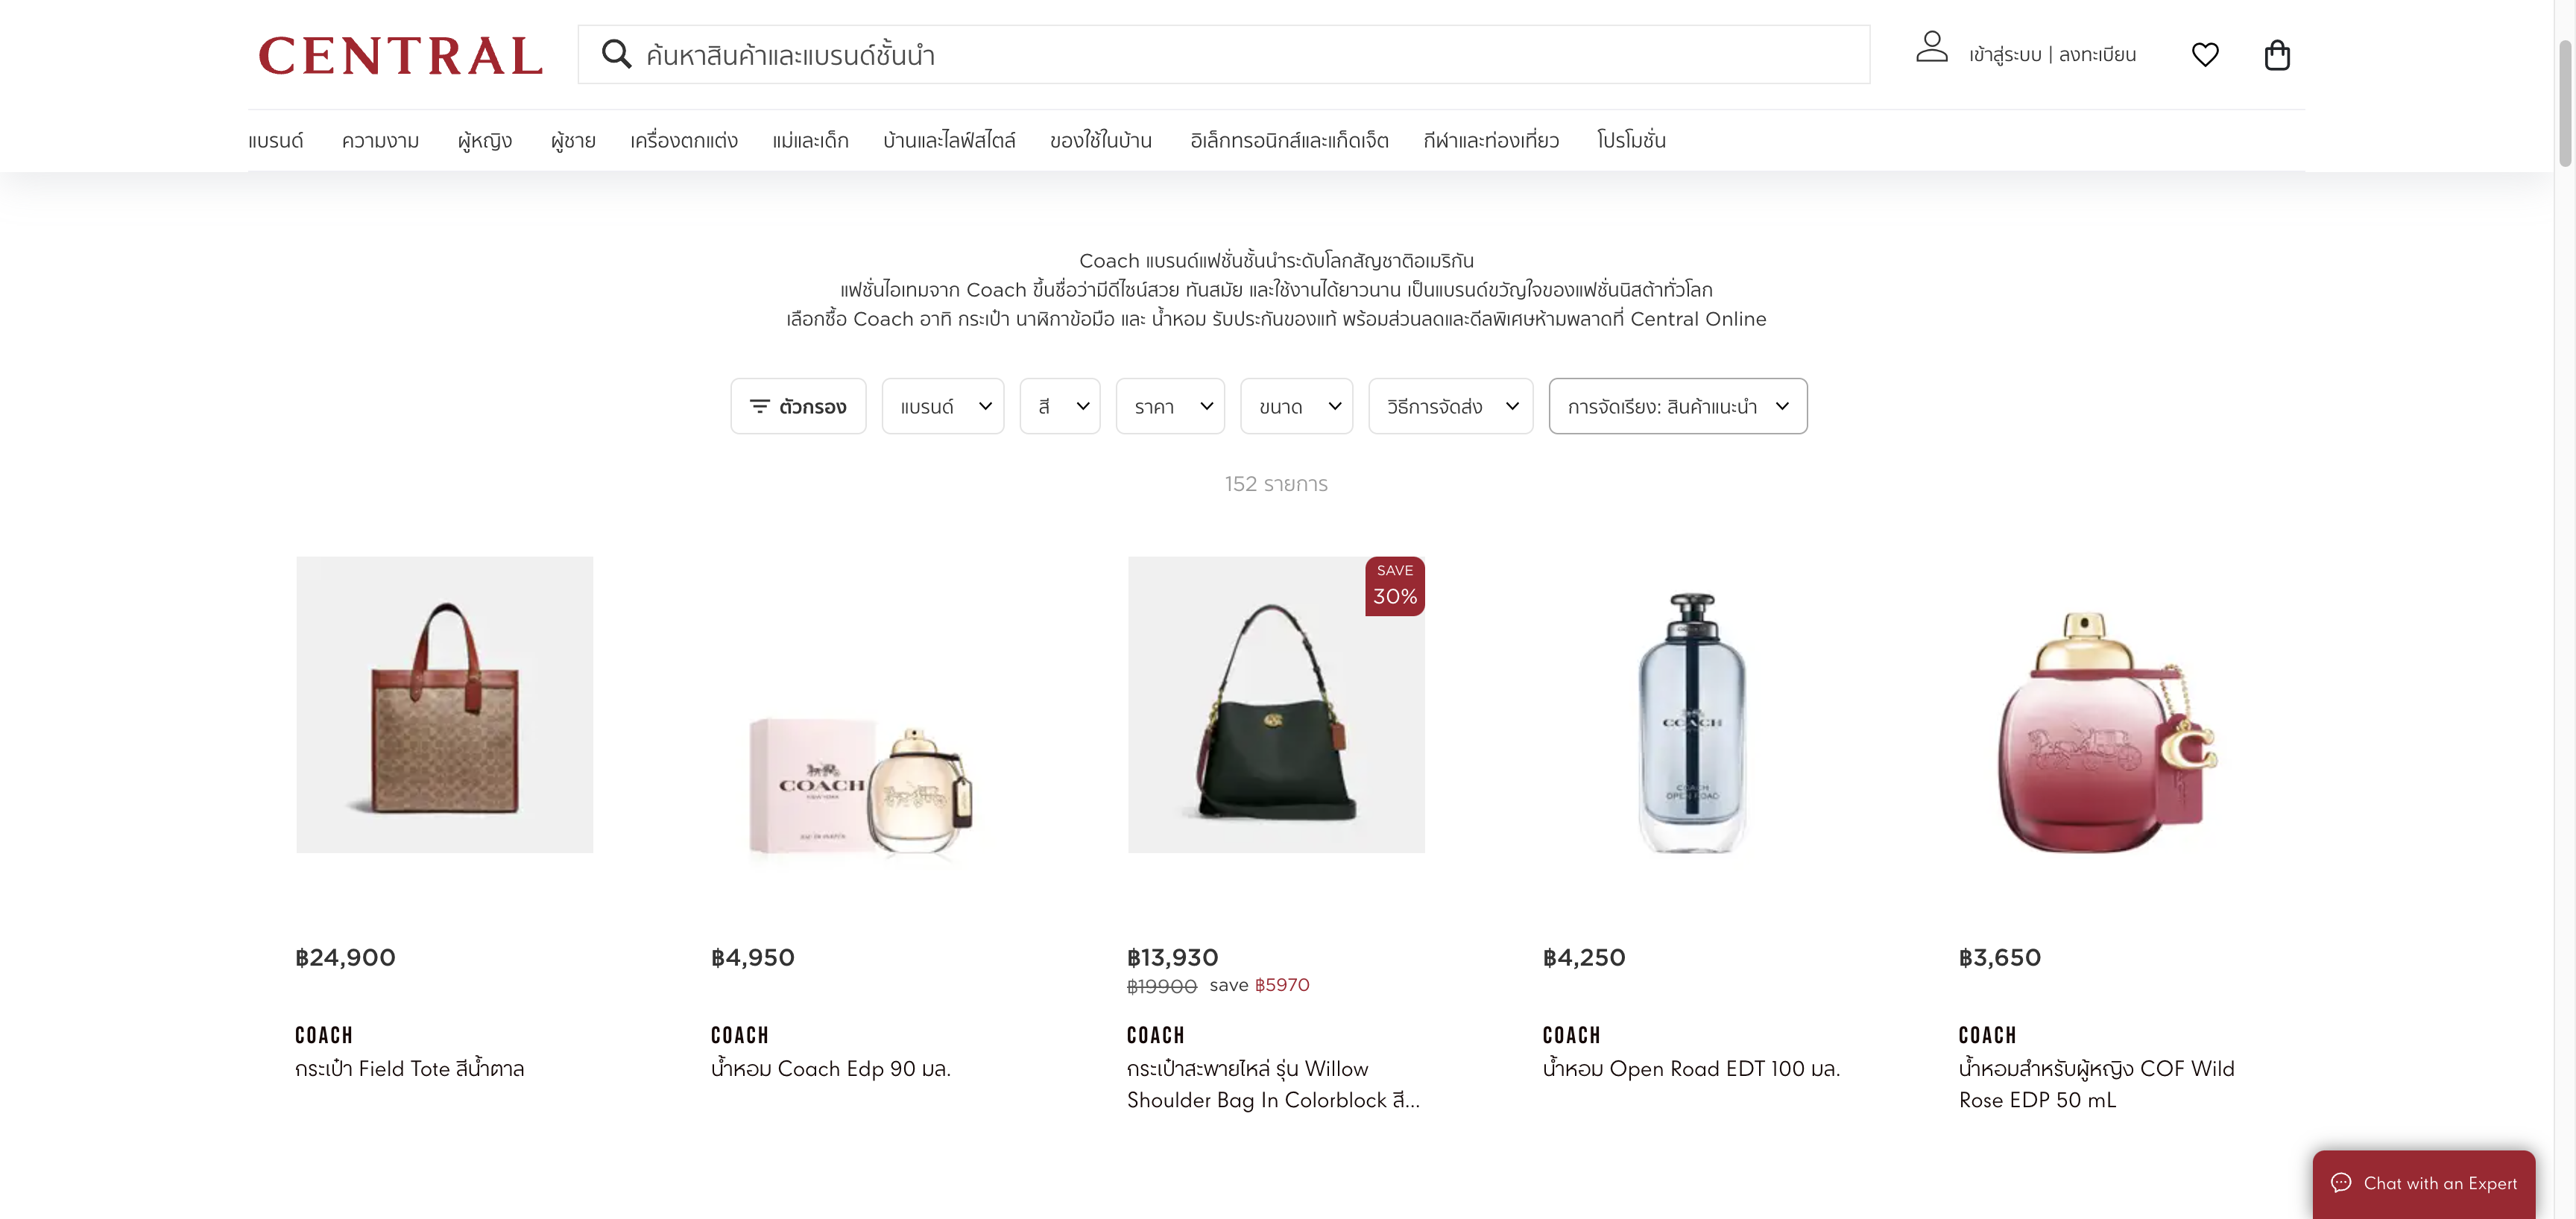 CENTRAL
ค้นหาสินค้าและแบรนด์ชั้นนำ
เข้าสู่ระบบ | ลงทะเบียน
แบรนด์ ความงาม ผู้หญิง ผู้ชาย เครื่องตกแต่ง แม่และเด็ก บ้านและไลฟ์สไตล์ ของใช้ในบ้าน อิเล็กทรอนิกส์และแก็ดเจ็ต กีฬาและท่องเที่ยว โปรโมชั่น
Coach แบรนด์แฟชั่นชั้นนำระดับโลกสัญชาติอเมริกัน
แฟชั่นไอเทมจาก Coach ขึ้นชื่อว่ามีดีไซน์สวย ทันสมัย และใช้งานได้ยาวนาน เป็นแบรนด์ขวัญใจของแฟชั่นนิสต้าทั่วโลก
เลือกซื้อ Coach อาทิ กระเป๋า นาฬิกาข้อมือ และ น้ำหอม รับประกันของแท้ พร้อมส่วนลดและดีลพิเศษห้ามพลาดที่ Central Online
ตัวกรอง แบรนด์ สี ราคา ขนาด วิธีการจัดส่ง การจัดเรียง: สินค้าแนะนำ
152 รายการ
SAVE
30%
COACH
NEW YORK
EAU DE PARFUM
COACH
COACH
OPEN ROAD
฿24,900
COACH
กระเป๋า Field Tote สีน้ำตาล
฿4,950
COACH
น้ำหอม Coach Edp 90 มล.
฿13,930
฿19900 save ฿5970
COACH
กระเป๋าสะพายไหล่ รุ่น Willow
Shoulder Bag In Colorblock สี...
฿4,250
COACH
น้ำหอม Open Road EDT 100 มล.
฿3,650
COACH
น้ำหอมสำหรับผู้หญิง COF Wild
Rose EDP 50 mL
Chat with an Expert